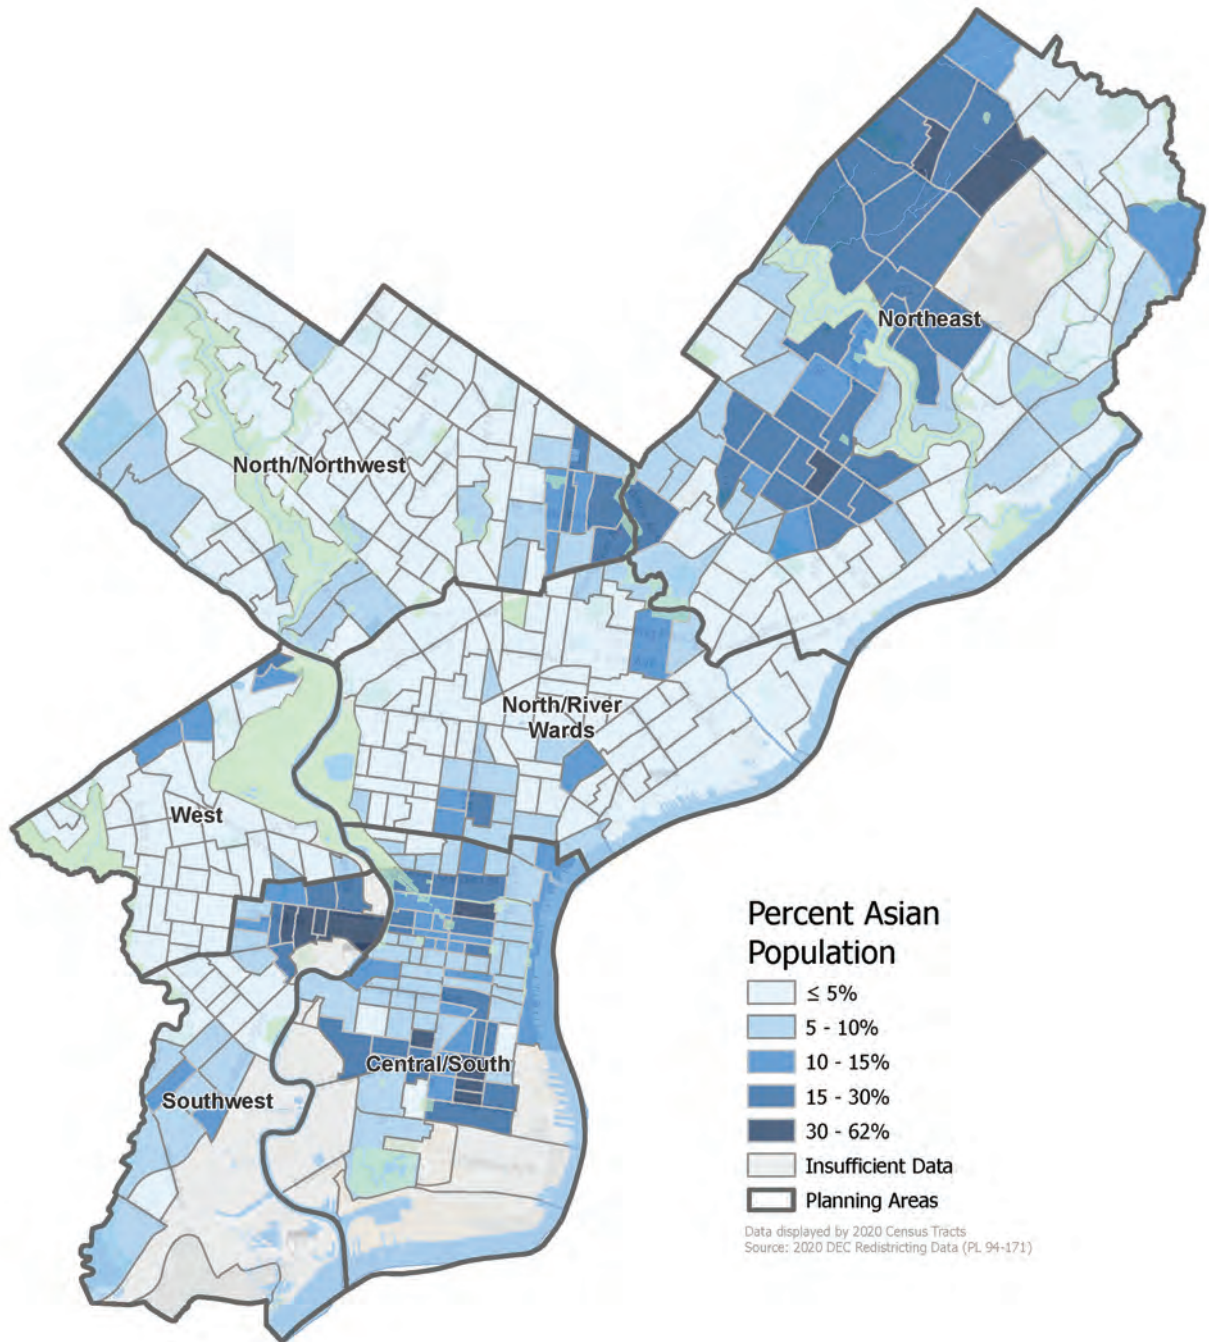 Northeast
North/Northwest
North/River
Wards
West
Central/South
Southwest
Percent Asian
Population
≤ 5%
5 - 10%
10 - 15%
15 - 30%
30 - 62%
Insufficient Data
Planning Areas
Data displayed by 2020 Census Tracts
Source: 2020 DEC Redistricting Data (PL 94-171)